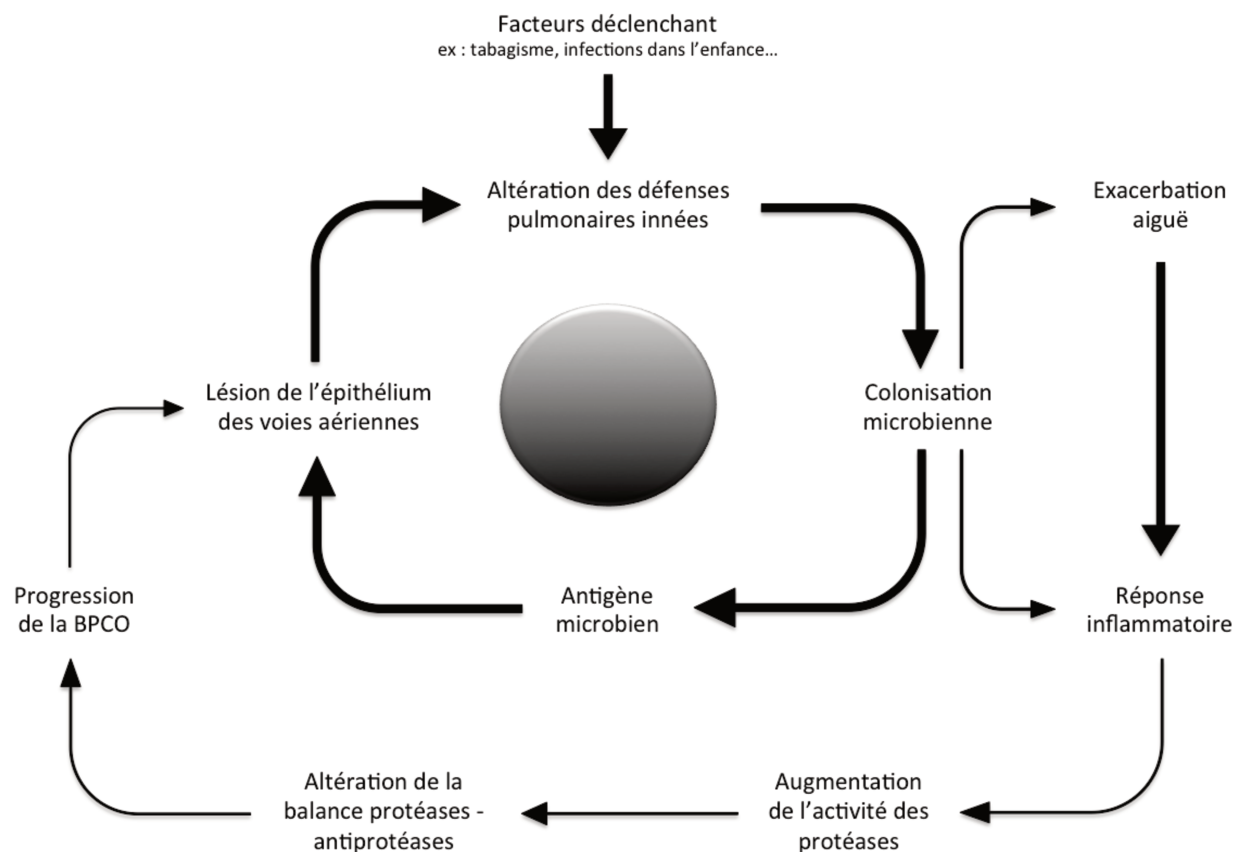 Facteurs déclenchant
ex : tabagisme, infections dans l’enfance…
Altération des défenses
pulmonaires innées
Exacerbation
aiguë
Lésion de l’épithélium
des voies aériennes
Colonisation
microbienne
Progression
de la BPCO
Antigène
microbien
Réponse
inflammatoire
Altération de la
balance protéases -
antiprotéases
Augmentation
de l’activité des
protéases